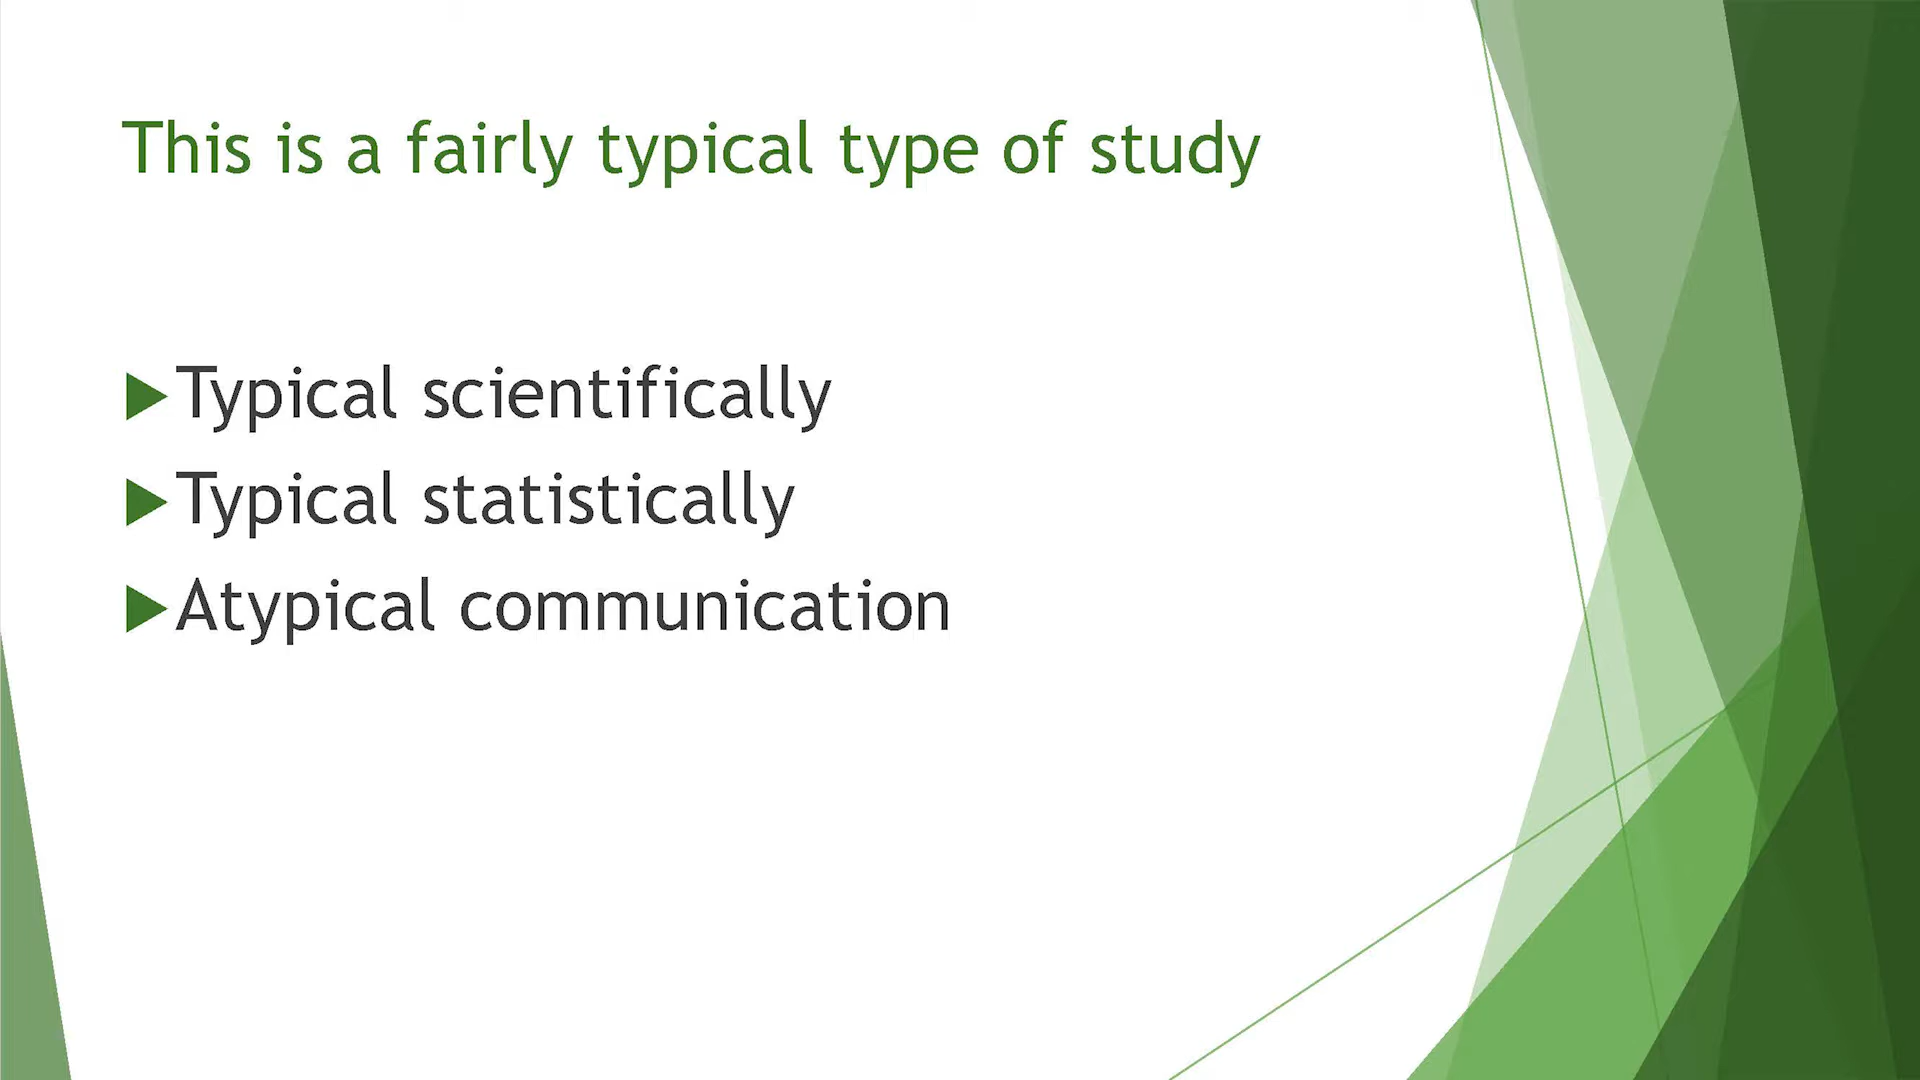 This is a fairly typical type of study
Typical scientifically
Typical statistically
Atypical communication